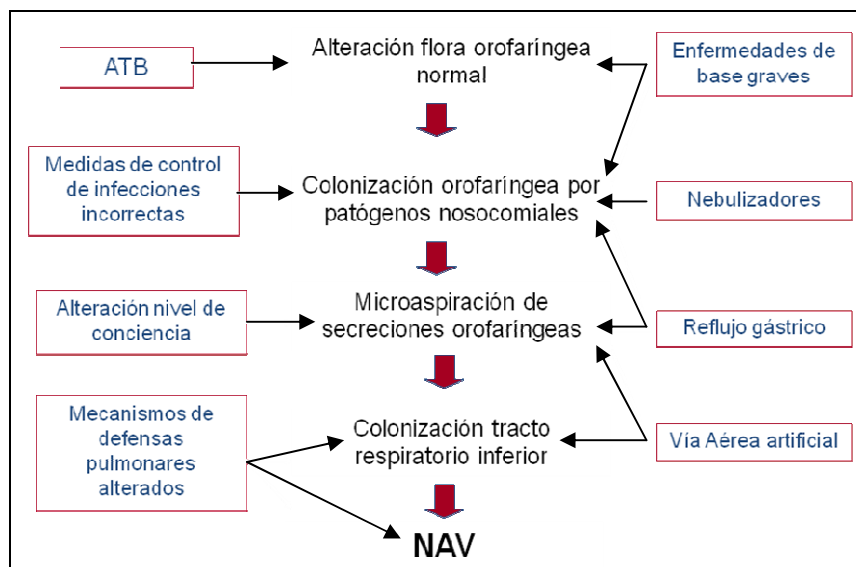 ATB
Alteración flora orofaríngea
normal
Enfermedades de
base graves
Medidas de control
de infecciones
incorrectas
Colonización orofaríngea por
patógenos nosocomiales
Nebulizadores
Alteración nivel de
conciencia
Microaspiración de
secreciones orofaríngeas
Reflujo gástrico
Mecanismos de
defensas
pulmonares
alterados
Colonización tracto
respiratorio inferior
Vía Aérea artificial
NAV